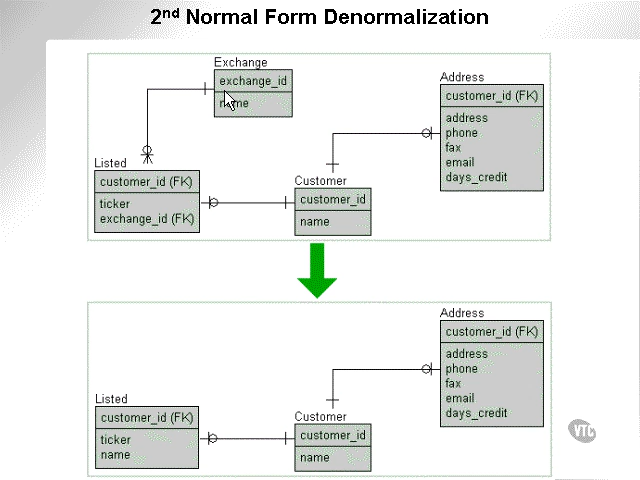 2nd Normal Form Denormalization
Exchange
exchange_id
name
Address
customer_id (FK)
address
phone
fax
email
days_credit
Listed
customer_id (FK)
ticker
exchange_id (FK)
Customer
customer_id
name
Address
customer_id (FK)
address
phone
fax
email
days_credit
Listed
customer_id (FK)
ticker
name
Customer
customer_id
name
VTC